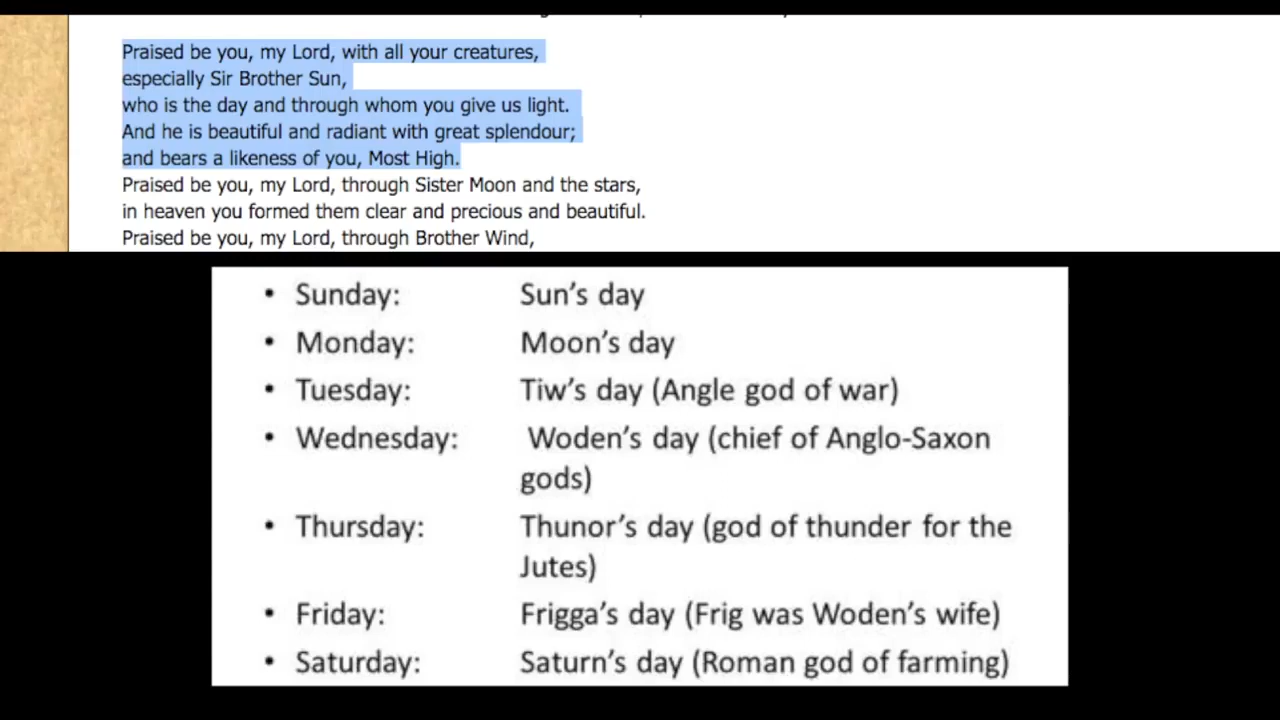 Praised be you, my Lord, with all your creatures,
especially Sir Brother Sun,
who is the day and through whom you give us light.
And he is beautiful and radiant with great splendour;
and bears a likeness of you, Most High.
Praised be you, my Lord, through Sister Moon and the stars,
in heaven you formed them clear and precious and beautiful.
Praised be you, my Lord, through Brother Wind,
• Sunday: Sun’s day
• Monday: Moon’s day
• Tuesday: Tiw’s day (Angle god of war)
• Wednesday: Woden’s day (chief of Anglo-Saxon
gods)
• Thursday: Thunor’s day (god of thunder for the
Jutes)
• Friday: Frigga’s day (Frig was Woden’s wife)
• Saturday: Saturn’s day (Roman god of farming)